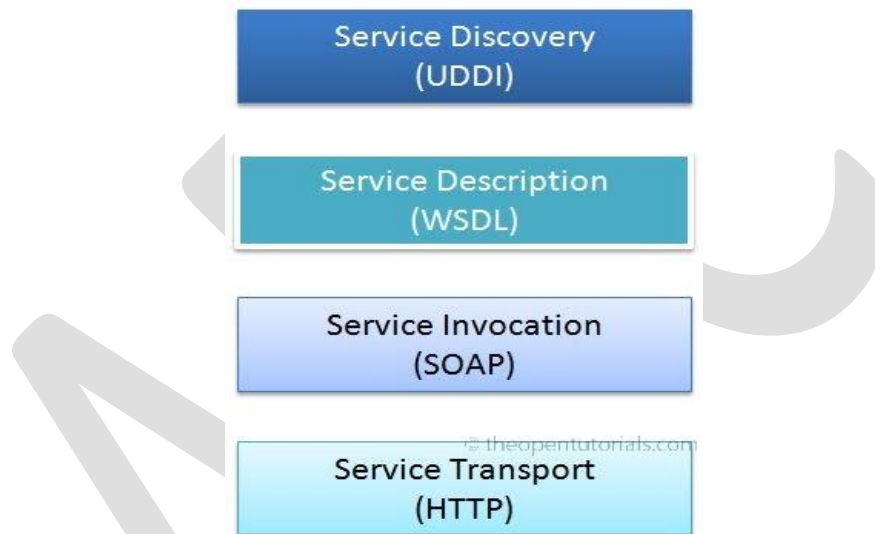 Service Discovery
(UDDI)
Service Description
(WSDL)
Service Invocation
(SOAP)
© theopentutorials.com
Service Transport
(HTTP)